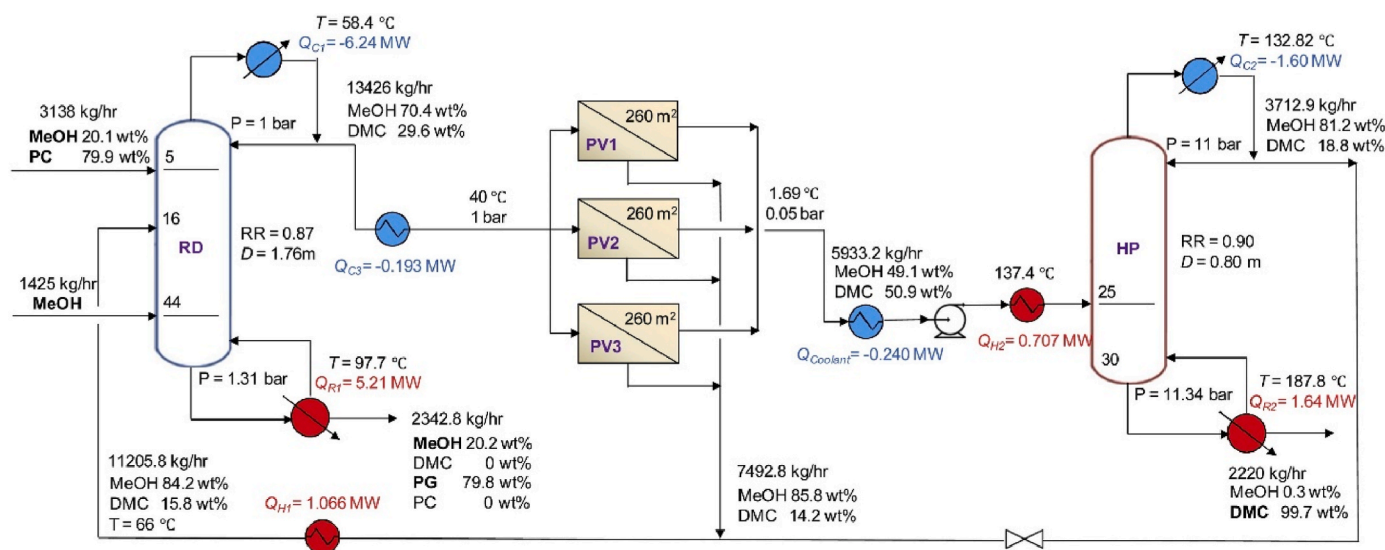 T = 58.4 ℃
Q_C1= -6.24 MW
13426 kg/hr
MeOH 70.4 wt%
DMC 29.6 wt%
3138 kg/hr
MeOH 20.1 wt%
PC 79.9 wt%
P = 1 bar
5
16
RD
44
RR = 0.87
D = 1.76m
1425 kg/hr
MeOH
P = 1.31 bar
T = 97.7 ℃
Q_R1= 5.21 MW
2342.8 kg/hr
MeOH 20.2 wt%
DMC 0 wt%
PG 79.8 wt%
PC 0 wt%
11205.8 kg/hr
MeOH 84.2 wt%
DMC 15.8 wt%
T = 66 ℃
Q_H1= 1.066 MW
Q_C3= -0.193 MW
40 ℃
1 bar
260 m²
PV1
260 m²
PV2
260 m²
PV3
1.69 ℃
0.05 bar
7492.8 kg/hr
MeOH 85.8 wt%
DMC 14.2 wt%
5933.2 kg/hr
MeOH 49.1 wt%
DMC 50.9 wt%
Q_Coolant= -0.240 MW
137.4 ℃
Q_H2= 0.707 MW
T = 132.82 ℃
Q_C2= -1.60 MW
3712.9 kg/hr
MeOH 81.2 wt%
DMC 18.8 wt%
P = 11 bar
HP
25
30
RR = 0.90
D = 0.80 m
P = 11.34 bar
T = 187.8 ℃
Q_R2= 1.64 MW
2220 kg/hr
MeOH 0.3 wt%
DMC 99.7 wt%